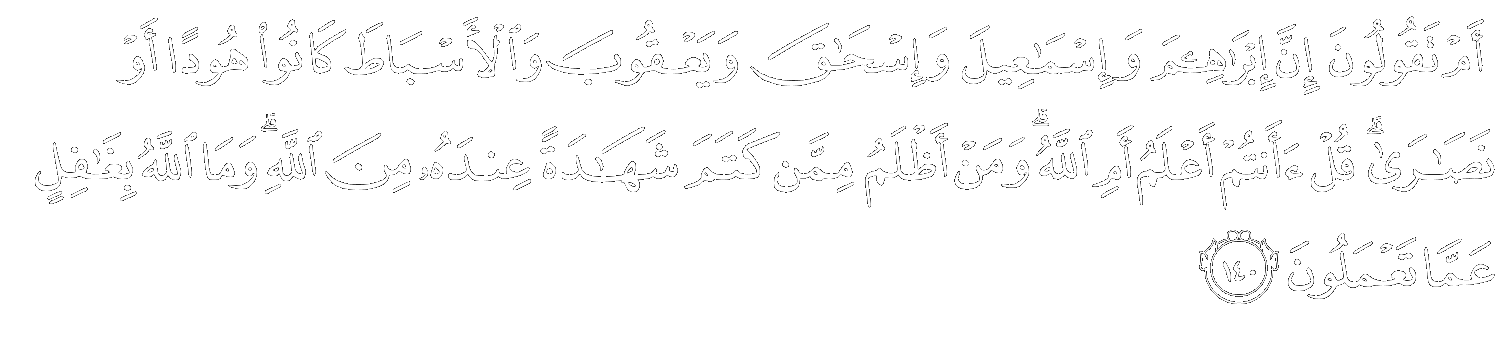 أَمْ تَقُولُونَ إِنَّ إِبْرَٰهِـۧمَ وَإِسْمَـٰعِيلَ وَإِسْحَـٰقَ وَيَعْقُوبَ وَٱلْأَسْبَاطَ كَانُوا۟ هُودًا أَوْ
نَصَـٰرَىٰ ۗ قُلْ ءَأَنتُمْ أَعْلَمُ أَمِ ٱللَّهُ ۗ وَمَنْ أَظْلَمُ مِمَّن كَتَمَ شَهَـٰدَةً عِندَهُۥ مِنَ ٱللَّهِ ۗ وَمَا ٱللَّهُ بِغَـٰفِلٍ
عَمَّا تَعْمَلُونَ ١٤٠